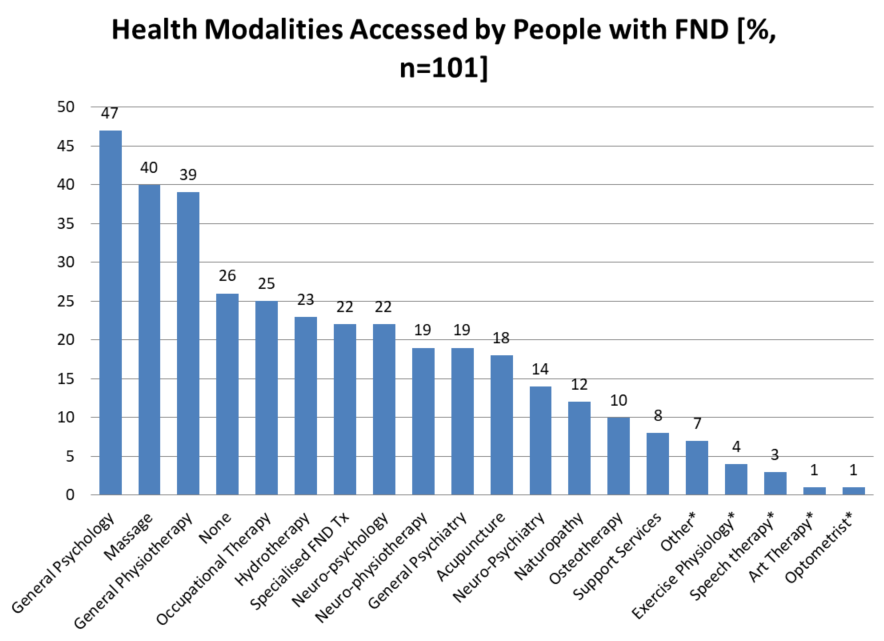 Health Modalities Accessed by People with FND [%,
n=101]
50
45
40
35
30
25
20
15
10
5
0
47
40
39
26
25
23
22
22
19
19
18
14
12
10
8
7
4
3
1
1
General Psychology
Massage
General Physiotherapy
None
Occupational Therapy
Hydrotherapy
Specialised FND Tx
Neuro-psychology
Neuro-physiotherapy
General Psychiatry
Acupuncture
Neuro-Psychiatry
Naturopathy
Osteotherapy
Support Services
Other*
Exercise Physiology*
Speech therapy*
Art Therapy*
Optometrist*